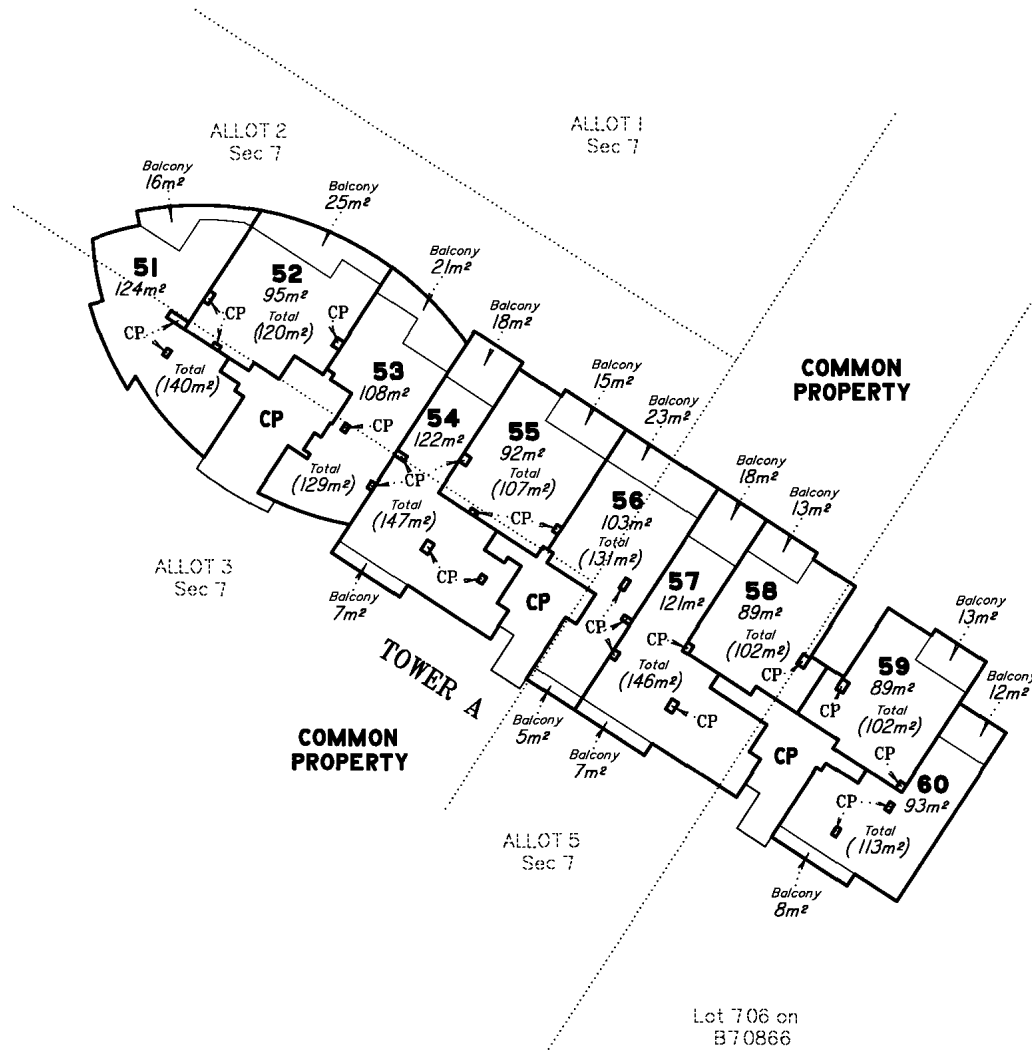 ALLOT 2
Sec 7
ALLOT 1
Sec 7
Balcony
16m²
Balcony
25m²
Balcony
21m²
Balcony
18m²
Balcony
15m²
Balcony
23m²
Balcony
18m²
Balcony
13m²
Balcony
13m²
Balcony
12m²
COMMON
PROPERTY
51
124m²
CP
Total
(140m²)
52
95m²
CP
Total
(120m²)
CP
CP
53
108m²
CP
Total
(129m²)
54
122m²
CP
Total
(147m²)
CP
55
92m²
Total
(107m²)
CP
CP
56
103m²
Total
(131m²)
CP
57
121m²
CP
Total
(146m²)
CP
58
89m²
Total
(102m²)
CP
CP
59
89m²
Total
(102m²)
CP
CP
60
93m²
CP
Total
(113m²)
ALLOT 3
Sec 7
Balcony
7m²
TOWER A
COMMON
PROPERTY
Balcony
5m²
Balcony
7m²
ALLOT 5
Sec 7
Balcony
8m²
Lot 706 on
B70866